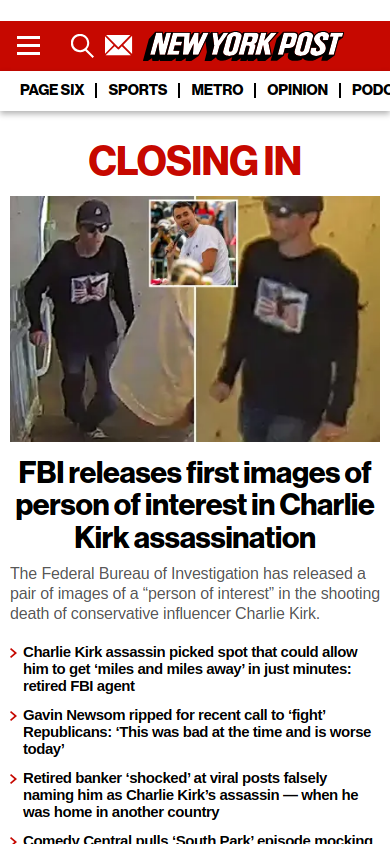 NEW YORK POST
PAGE SIX | SPORTS | METRO | OPINION | PODC
CLOSING IN
FBI releases first images of
person of interest in Charlie
Kirk assassination
The Federal Bureau of Investigation has released a
pair of images of a “person of interest” in the shooting
death of conservative influencer Charlie Kirk.
Charlie Kirk assassin picked spot that could allow
him to get ‘miles and miles away’ in just minutes:
retired FBI agent
Gavin Newsom ripped for recent call to ‘fight’
Republicans: ‘This was bad at the time and is worse
today’
Retired banker ‘shocked’ at viral posts falsely
naming him as Charlie Kirk’s assassin — when he
was home in another country
Comedy Central pulls ‘South Park’ episode mocking